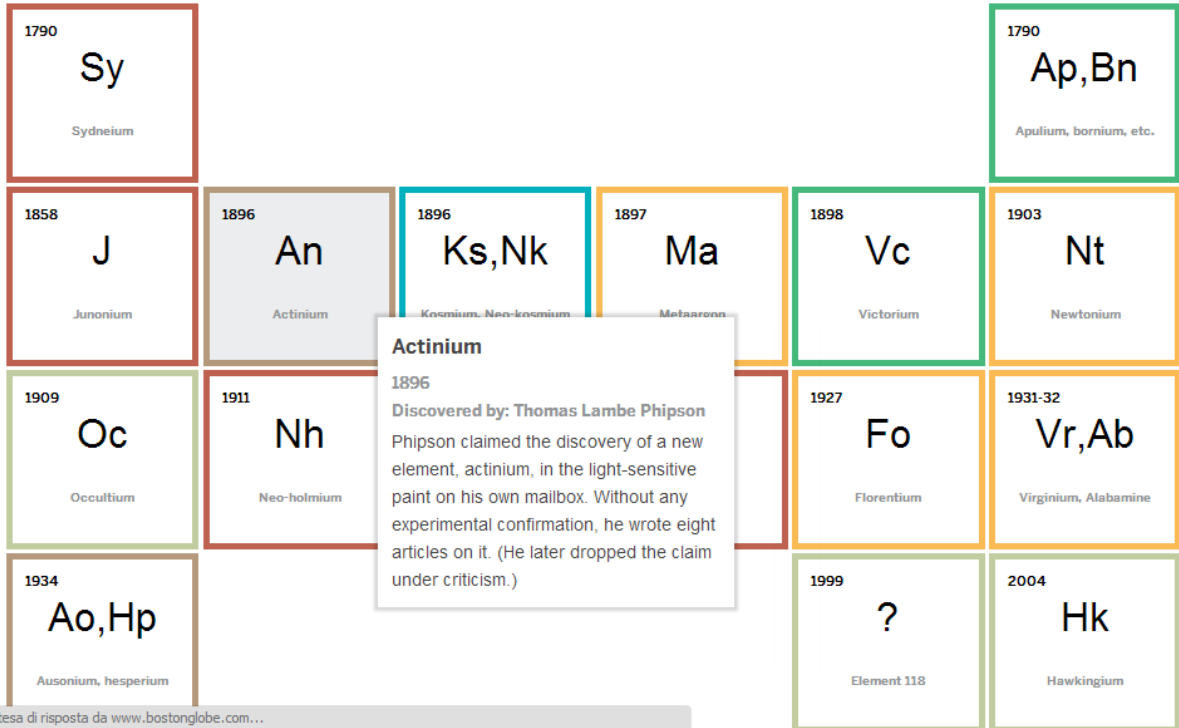 1790
Sy
Sydneium
1790
Ap,Bn
Apulium, bornium, etc.
1858
J
Junonium
1896
An
Actinium
1896
Ks,Nk
Kosmium, Neo-kosmium
1897
Ma
Metaargon
1898
Vc
Victorium
1903
Nt
Newtonium
Actinium
1896
Discovered by: Thomas Lambe Phipson
Phipson claimed the discovery of a new
element, actinium, in the light-sensitive
paint on his own mailbox. Without any
experimental confirmation, he wrote eight
articles on it. (He later dropped the claim
under criticism.)
1909
Oc
Occultium
1911
Nh
Neo-holmium
1927
Fo
Florentium
1931-32
Vr,Ab
Virginium, Alabamine
1934
Ao,Hp
Ausonium, hesperium
1999
?
Element 118
2004
Hk
Hawkingium
tesa di risposta da www.bostonglobe.com...